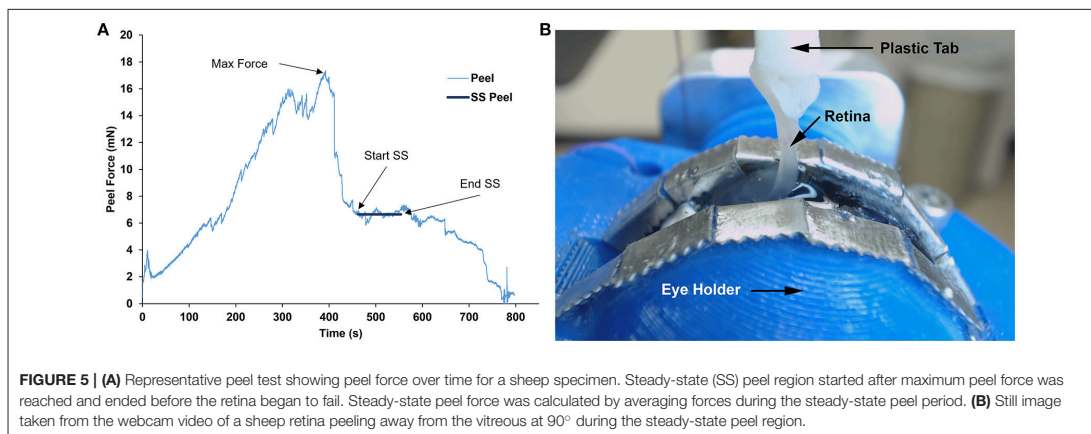 A
20
18
16
14
12
10
8
6
4
2
0
Peel Force (mN)
0 100 200 300 400 500 600 700 800
Time (s)
Max Force
Start SS
End SS
Peel
SS Peel
B
Plastic Tab
Retina
Eye Holder
FIGURE 5 | (A) Representative peel test showing peel force over time for a sheep specimen. Steady-state (SS) peel region started after maximum peel force was
reached and ended before the retina began to fail. Steady-state peel force was calculated by averaging forces during the steady-state peel period. (B) Still image
taken from the webcam video of a sheep retina peeling away from the vitreous at 90° during the steady-state peel region.